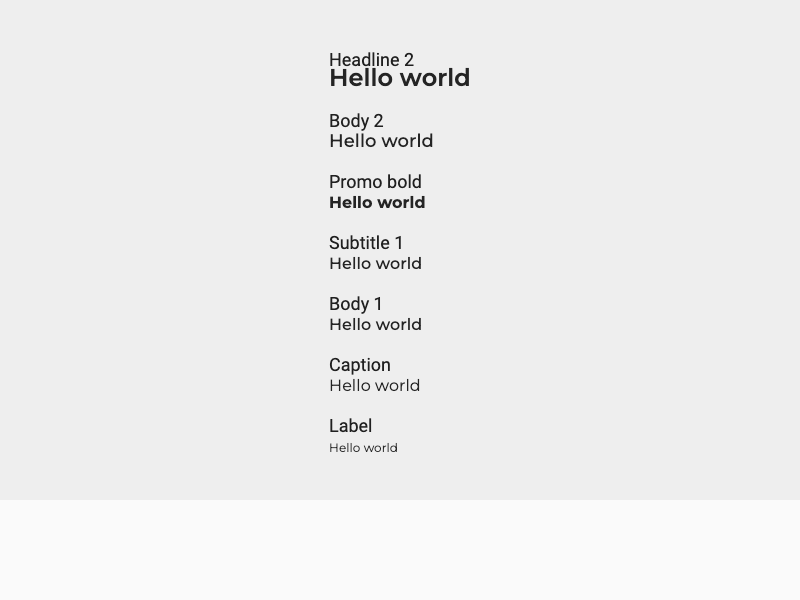 Headline 2
Hello world
Body 2
Hello world
Promo bold
Hello world
Subtitle 1
Hello world
Body 1
Hello world
Caption
Hello world
Label
Hello world